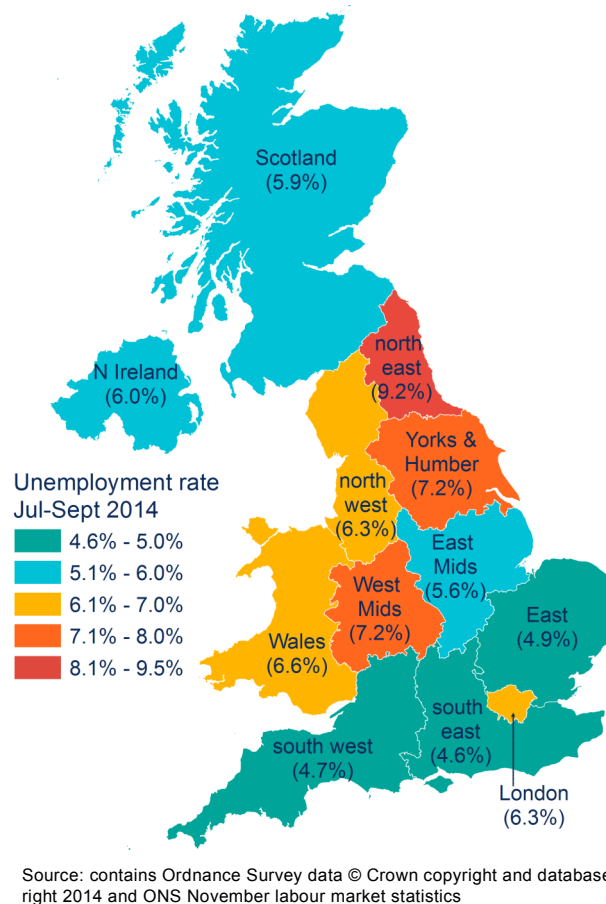 Scotland
(5.9%)
N Ireland
(6.0%)
north
east
(9.2%)
Yorks &
Humber
(7.2%)
north
west
(6.3%)
East
Mids
(5.6%)
West
Mids
(7.2%)
East
(4.9%)
Wales
(6.6%)
south
east
(4.6%)
south west
(4.7%)
London
(6.3%)
Unemployment rate
Jul-Sept 2014
4.6% - 5.0%
5.1% - 6.0%
6.1% - 7.0%
7.1% - 8.0%
8.1% - 9.5%
Source: contains Ordnance Survey data © Crown copyright and database
right 2014 and ONS November labour market statistics